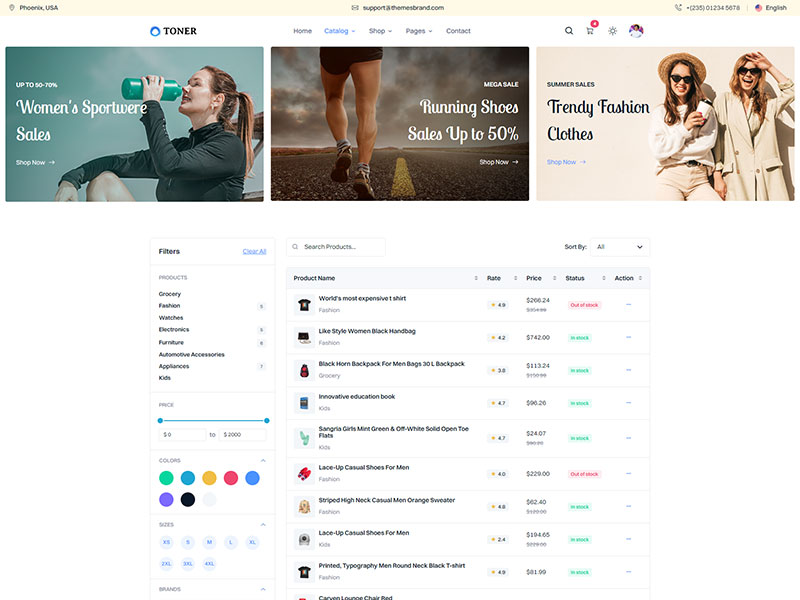 Phoenix, USA
support@themesbrand.com
+(235) 01234 5678
English
TONER
Home
Catalog
Shop
Pages
Contact
4
UP TO 50-70%
Women's Sportwere
Sales
Shop Now →
MEGA SALE
Running Shoes
Sales Up to 50%
Shop Now →
SUMMER SALES
Trendy Fashion
Clothes
Shop Now →
Filters
Clear All
PRODUCTS
Grocery
Fashion 5
Watches
Electronics 5
Furniture 6
Automotive Accessories
Appliances 7
Kids
PRICE
$ 0 to $ 2000
COLORS
SIZES
XS S M L XL
2XL 3XL 4XL
BRANDS
Search Products...
Sort By: All
Product Name Rate Price Status Action
World's most expensive t shirt
Fashion
4.9
$266.24
Out of stock
Like Style Women Black Handbag
Fashion
4.2
$742.00
In stock
Black Horn Backpack For Men Bags 30 L Backpack
Grocery
3.8
$113.24
$150.99
In stock
Innovative education book
Kids
4.7
$96.26
In stock
Sangria Girls Mint Green & Off-White Solid Open Toe
Flats
Kids
4.7
$24.07
In stock
Lace-Up Casual Shoes For Men
Fashion
4.0
$229.00
Out of stock
Striped High Neck Casual Men Orange Sweater
Fashion
4.8
$62.40
$120.00
In stock
Lace-Up Casual Shoes For Men
Kids
2.4
$194.65
$229.00
In stock
Printed, Typography Men Round Neck Black T-shirt
Fashion
4.9
$81.99
In stock
Carven Lounge Chair Red